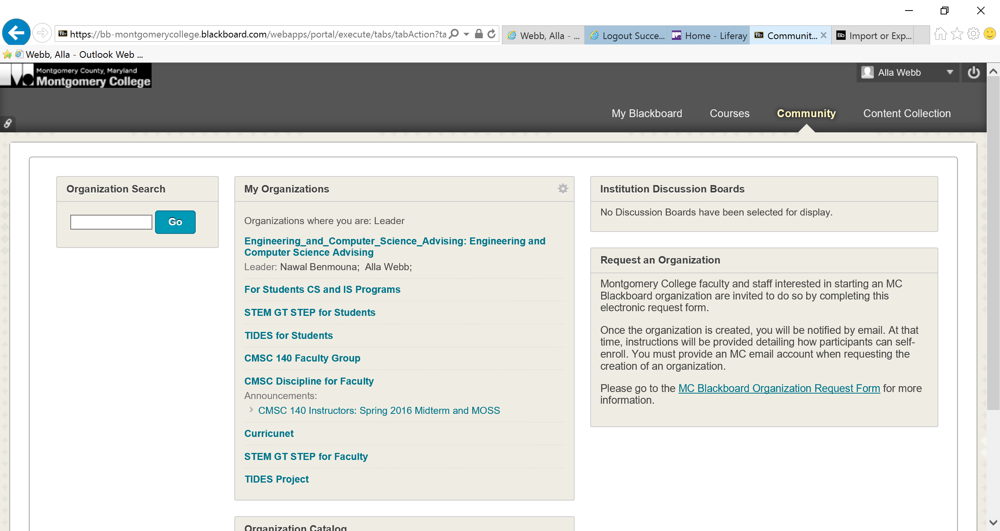 https://bb-montgomerycollege.blackboard.com/webapps/portal/execute/tabs/tabAction?ta
Webb, Alla - ...
Logout Succe...
Home - Liferay
Communit...
Import or Exp...
Webb, Alla - Outlook Web ...
Montgomery County, Maryland
Montgomery College
Alla Webb
My Blackboard
Courses
Community
Content Collection
Organization Search
Go
My Organizations
Organizations where you are: Leader
Engineering_and_Computer_Science_Advising: Engineering and
Computer Science Advising
Leader: Nawal Benmouna; Alla Webb;
For Students CS and IS Programs
STEM GT STEP for Students
TIDES for Students
CMSC 140 Faculty Group
CMSC Discipline for Faculty
Announcements:
CMSC 140 Instructors: Spring 2016 Midterm and MOSS
Curricunet
STEM GT STEP for Faculty
TIDES Project
Organization Catalog
Institution Discussion Boards
No Discussion Boards have been selected for display.
Request an Organization
Montgomery College faculty and staff interested in starting an MC
Blackboard organization are invited to do so by completing this
electronic request form.
Once the organization is created, you will be notified by email. At that
time, instructions will be provided detailing how participants can self-
enroll. You must provide an MC email account when requesting the
creation of an organization.
Please go to the MC Blackboard Organization Request Form for more
information.